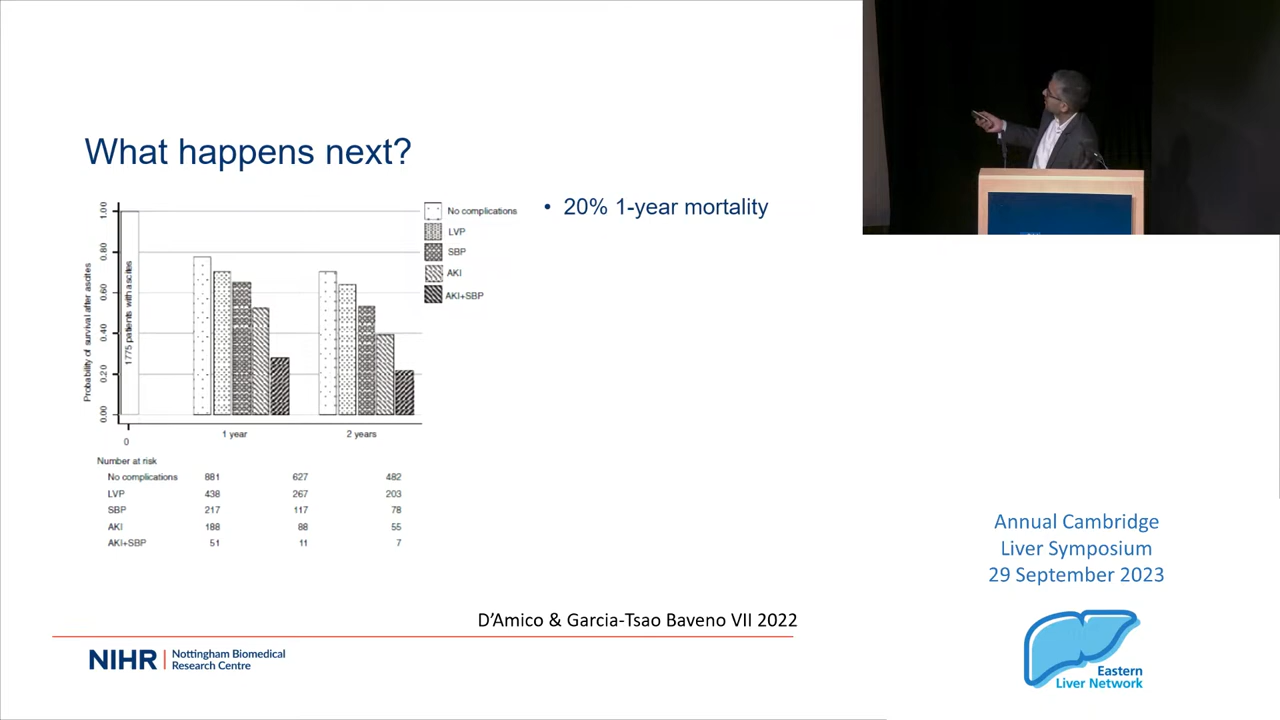 What happens next?
• 20% 1-year mortality
Probability of survival after ascites
1.00
0.80
0.60
0.40
0.20
0.00
1775 patients with ascites
No complications
LVP
SBP
AKI
AKI+SBP
0
1 year
2 years
Number at risk
No complications 881 627 482
LVP 438 267 203
SBP 217 117 78
AKI 188 88 55
AKI+SBP 51 11 7
D'Amico & Garcia-Tsao Baveno VII 2022
NIHR | Nottingham Biomedical
Research Centre
Annual Cambridge
Liver Symposium
29 September 2023
Eastern
Liver Network